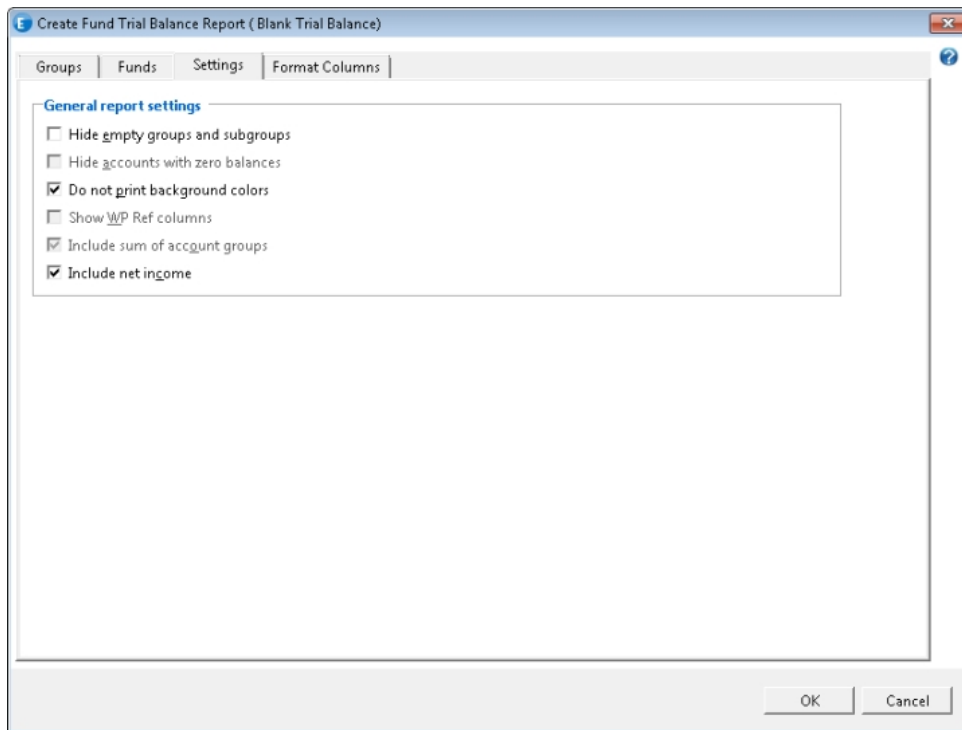 E Create Fund Trial Balance Report ( Blank Trial Balance)
?
Groups Funds Settings Format Columns
General report settings
Hide empty groups and subgroups
Hide accounts with zero balances
Do not print background colors
Show WP Ref columns
Include sum of account groups
Include net income
OK Cancel